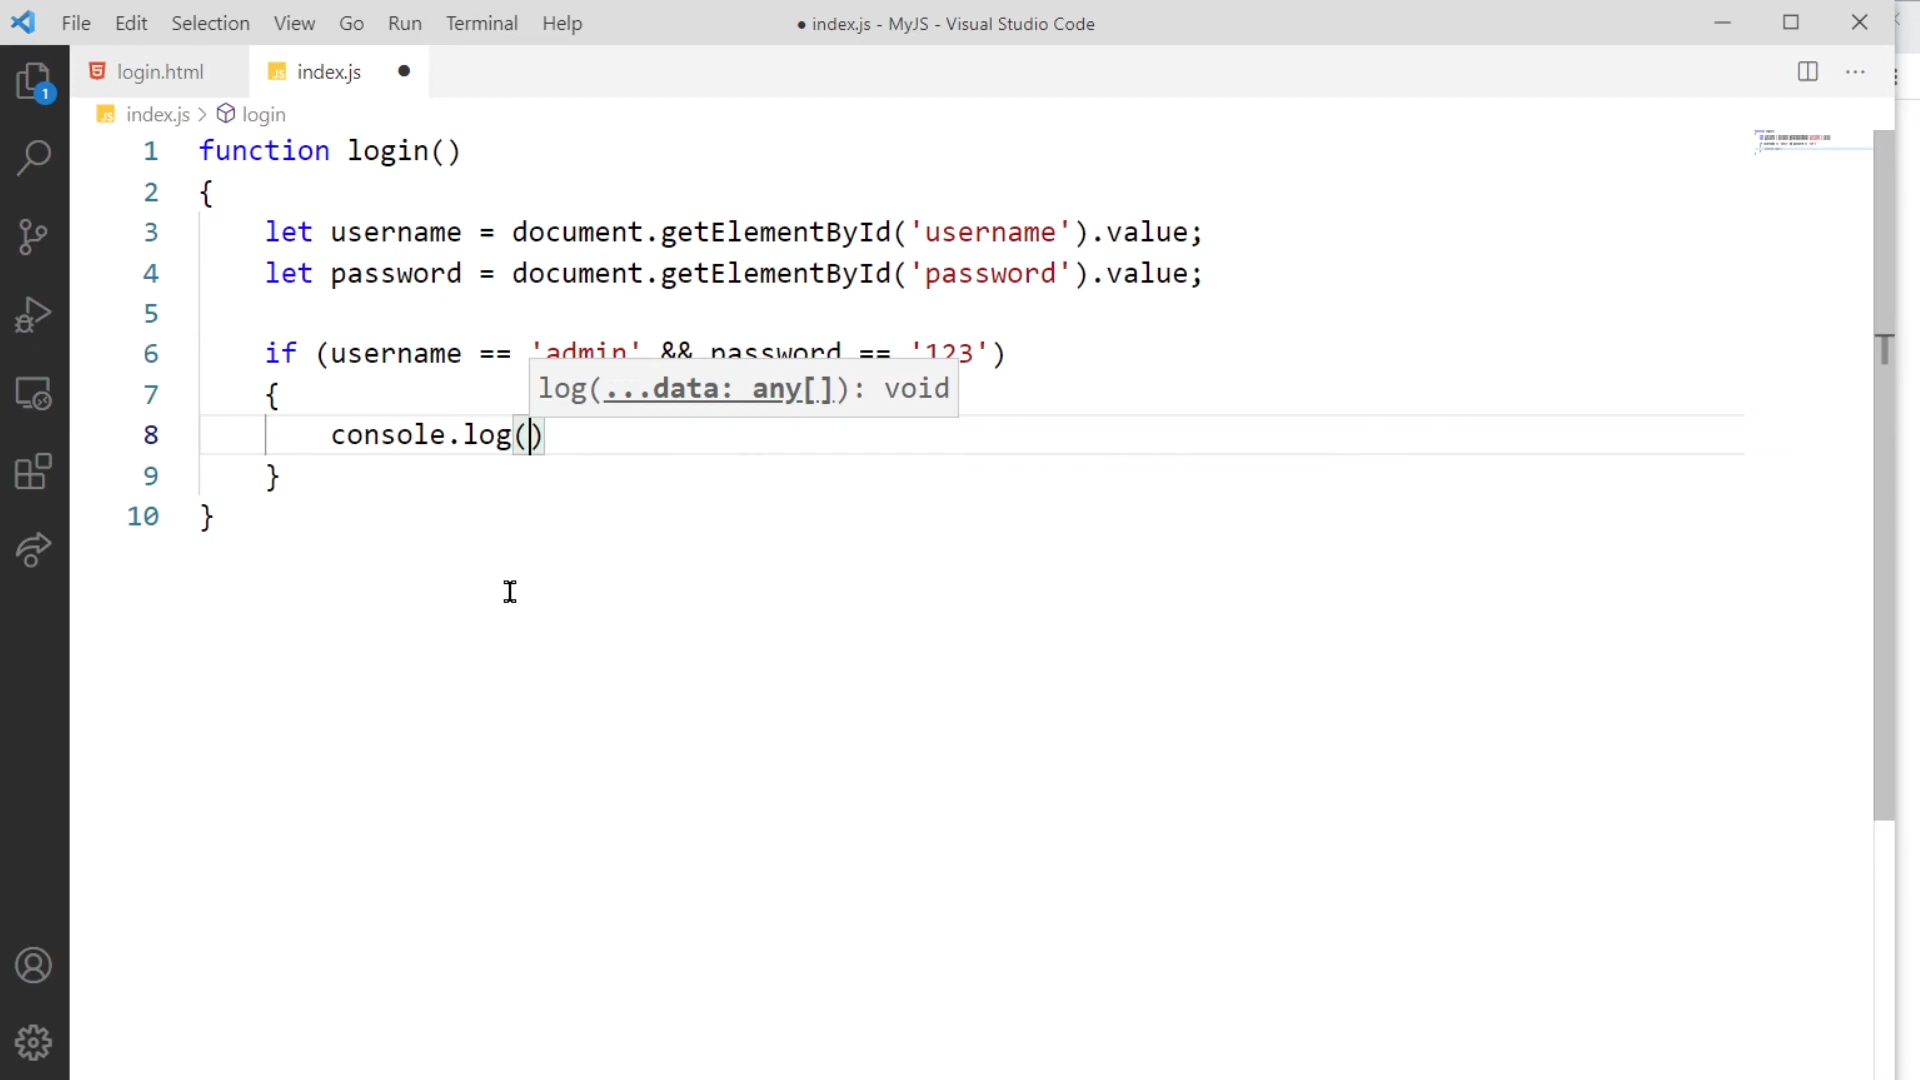 File Edit Selection View Go Run Terminal Help ● index.js - MyJS - Visual Studio Code
login.html index.js
1
index.js > login
1 function login()
2 {
3 let username = document.getElementById('username').value;
4 let password = document.getElementById('password').value;
5
6 if (username == 'admin' && password == '123')
log(...data: any[]): void
7 {
8 console.log()
9 }
10 }